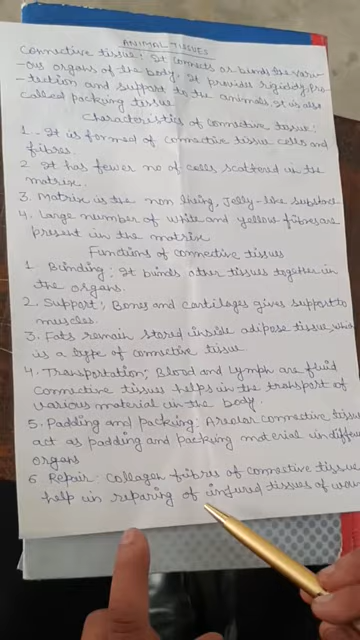 ANIMAL TISSUES
Connective tissue: It connects or binds the vari-
-ous organs of the body. It provides rigidity, pro-
-tection and support to the animals. It is also
called packing tissue
Characteristics of connective tissue:
1. It is formed of connective tissue cells and
fibres.
2. It has fewer no of cells scattered in the
matrix.
3. Matrix is the non living, Jelly-like substanc
4. Large number of white and yellow fibres are
present in the matrix
Functions of connective tissues
1 Binding: It binds other tissues together in
the organs.
2. Support: Bones and cartilages gives support to
muscles.
3. Fats remain stored inside adipose tissue, which
is a type of connective tissue
4. Transportation: Blood and Lymph are fluid
connective tissues helps in the transport of
various material in the body.
5. Padding and packing: Areolar connective tissue
act as padding and packing material in differ
organs
6 Repair: Collagen fibres of connective tissue
help in reparing of injured tissues of